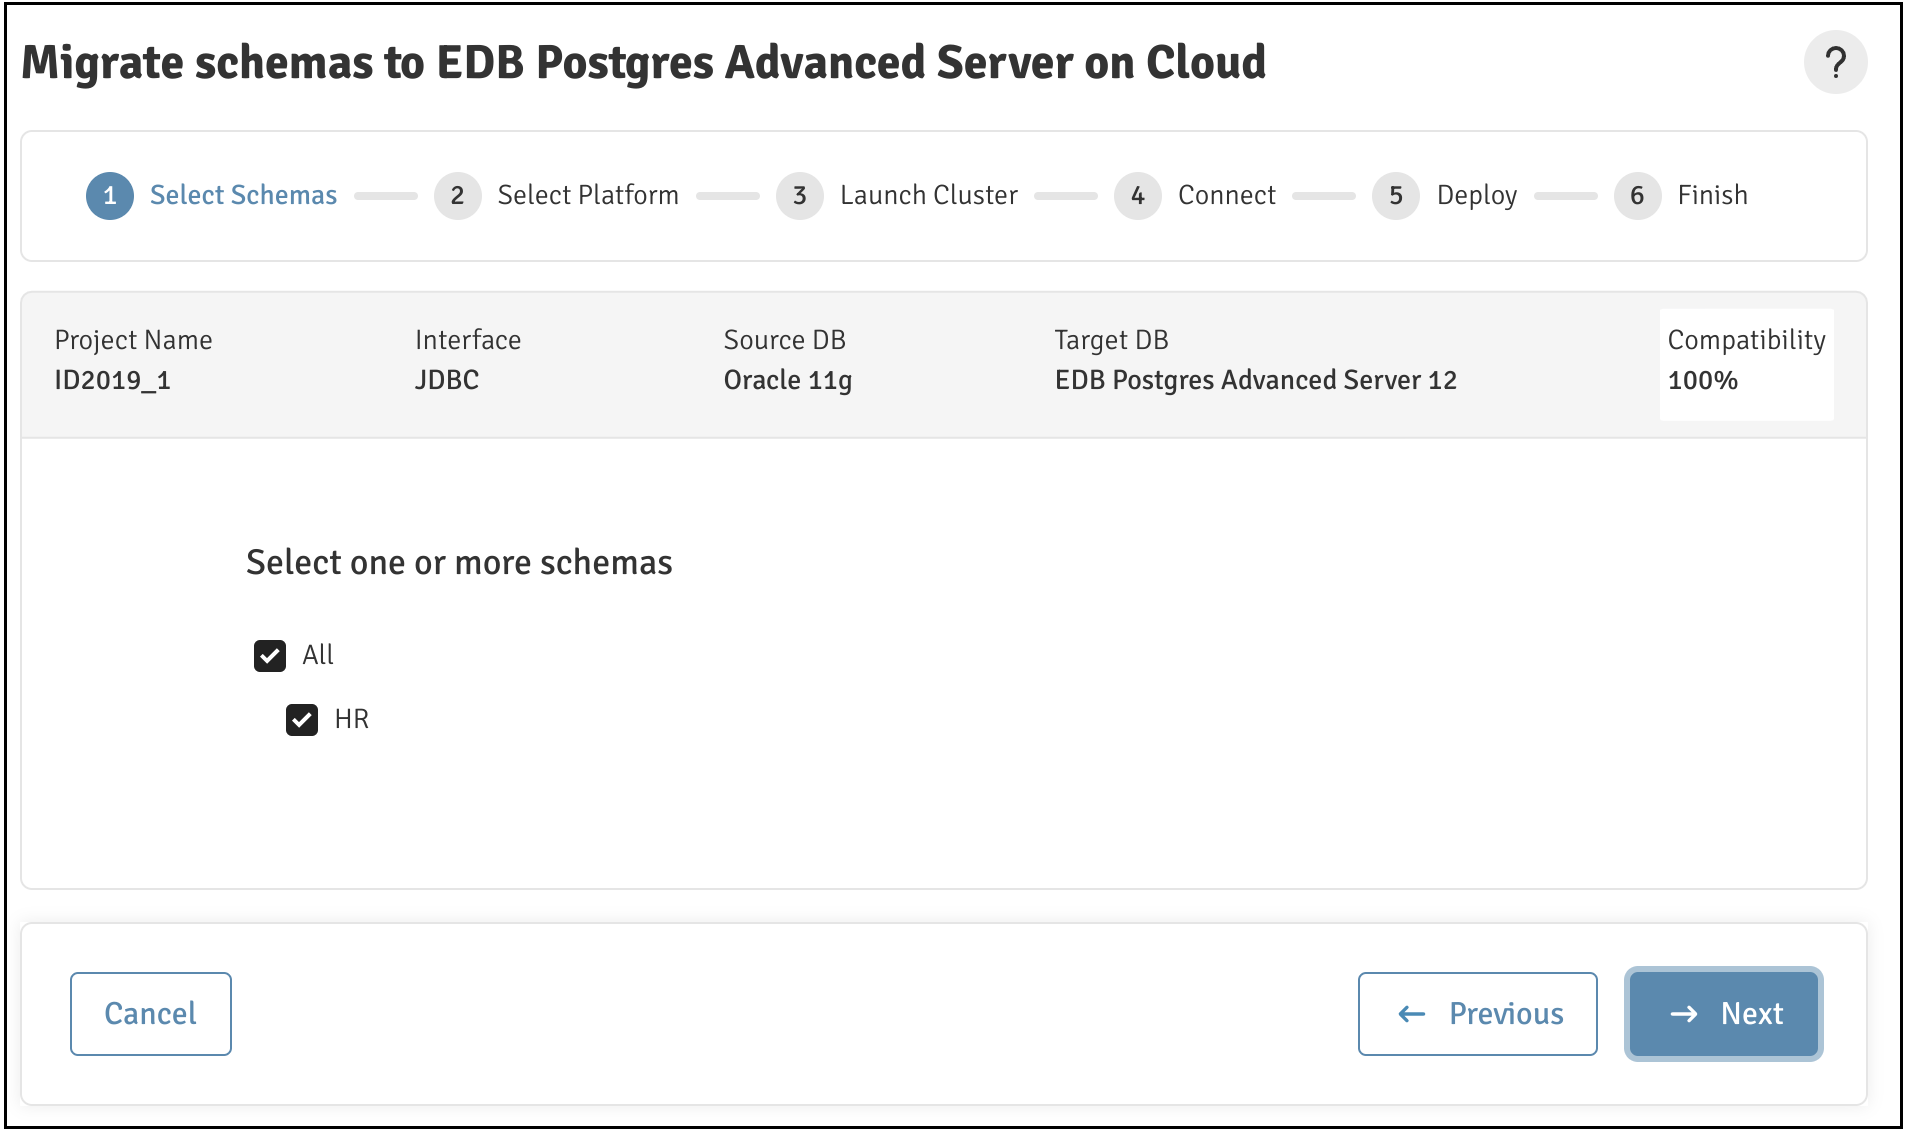 Migrate schemas to EDB Postgres Advanced Server on Cloud
?
1 Select Schemas 2 Select Platform 3 Launch Cluster 4 Connect 5 Deploy 6 Finish
Project Name Interface Source DB Target DB Compatibility
ID2019_1 JDBC Oracle 11g EDB Postgres Advanced Server 12 100%
Select one or more schemas
All
HR
Cancel ← Previous → Next